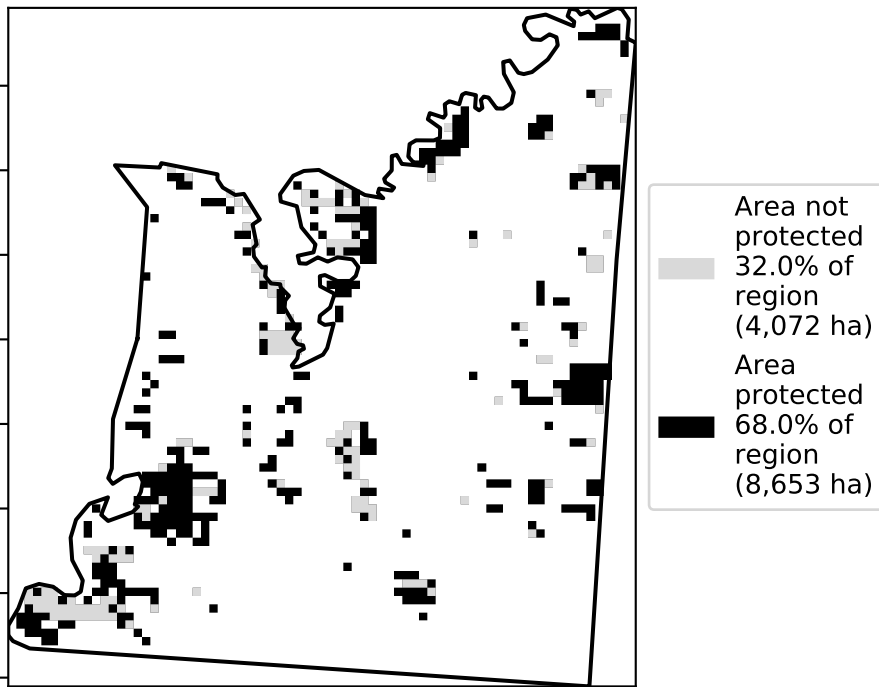 Area not
protected
32.0% of
region
(4,072 ha)
Area
protected
68.0% of
region
(8,653 ha)